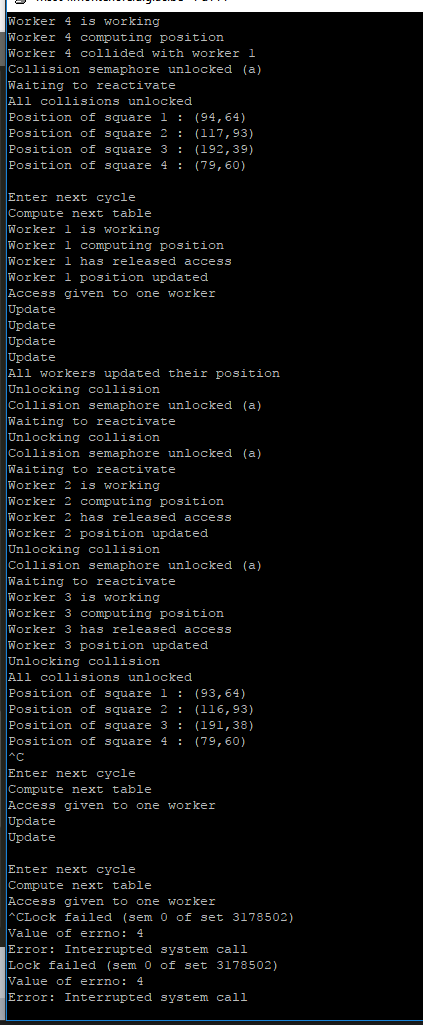 Worker 4 is working
Worker 4 computing position
Worker 4 collided with worker 1
Collision semaphore unlocked (a)
Waiting to reactivate
All collisions unlocked
Position of square 1 : (94,64)
Position of square 2 : (117,93)
Position of square 3 : (192,39)
Position of square 4 : (79,60)
Enter next cycle
Compute next table
Worker 1 is working
Worker 1 computing position
Worker 1 has released access
Worker 1 position updated
Access given to one worker
Update
Update
Update
Update
All workers updated their position
Unlocking collision
Collision semaphore unlocked (a)
Waiting to reactivate
Unlocking collision
Collision semaphore unlocked (a)
Waiting to reactivate
Worker 2 is working
Worker 2 computing position
Worker 2 has released access
Worker 2 position updated
Unlocking collision
Collision semaphore unlocked (a)
Waiting to reactivate
Worker 3 is working
Worker 3 computing position
Worker 3 has released access
Worker 3 position updated
Unlocking collision
All collisions unlocked
Position of square 1 : (93,64)
Position of square 2 : (116,93)
Position of square 3 : (191,38)
Position of square 4 : (79,60)
^C
Enter next cycle
Compute next table
Access given to one worker
Update
Update
Enter next cycle
Compute next table
Access given to one worker
^CLock failed (sem 0 of set 3178502)
Value of errno: 4
Error: Interrupted system call
Lock failed (sem 0 of set 3178502)
Value of errno: 4
Error: Interrupted system call